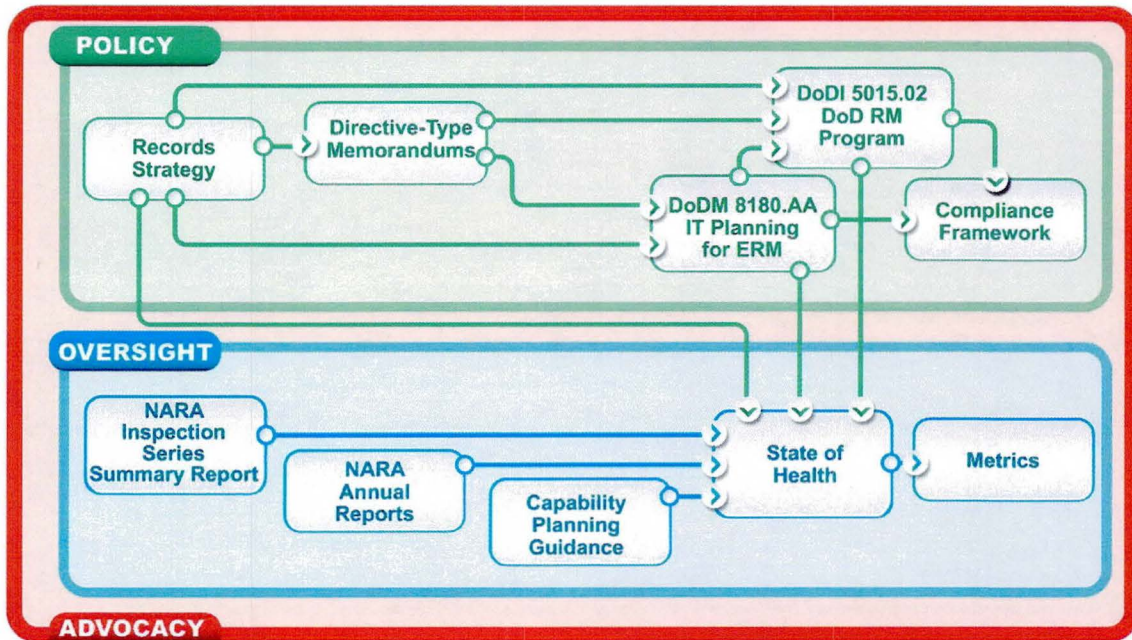 POLICY
Records
Strategy
Directive-Type
Memorandums
DoDI 5015.02
DoD RM
Program
DoDM 8180.AA
IT Planning
for ERM
Compliance
Framework
OVERSIGHT
NARA
Inspection
Series
Summary Report
NARA
Annual
Reports
Capability
Planning
Guidance
State of
Health
Metrics
ADVOCACY